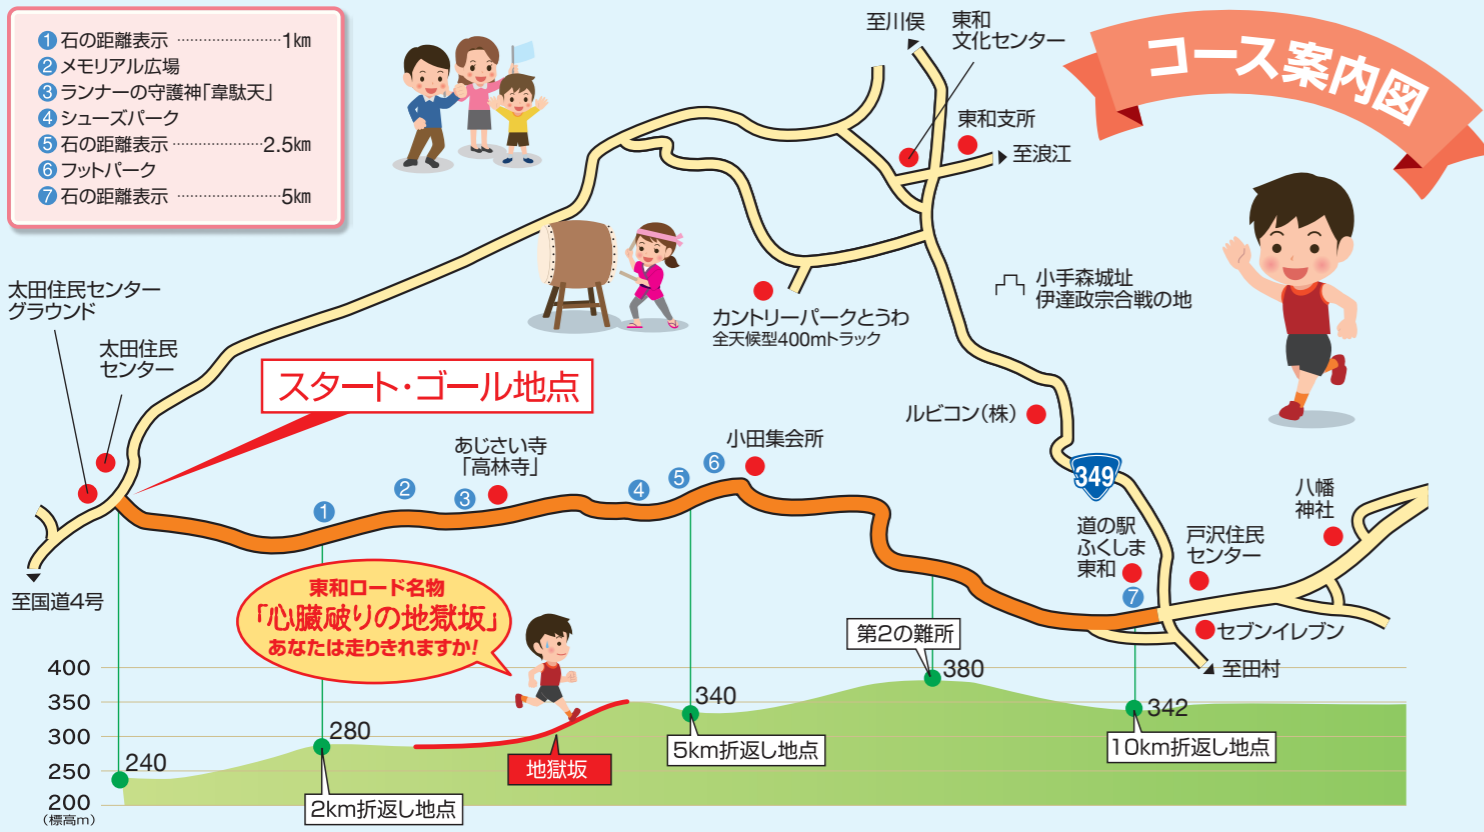 コース案内図
① 石の距離表示 …………………1㎞
② メモリアル広場
③ ランナーの守護神「韋駄天」
④ シューズパーク
⑤ 石の距離表示 ………………2.5㎞
⑥ フットパーク
⑦ 石の距離表示 …………………5㎞
至川俣
東和
文化センター
東和支所
至浪江
小手森城址
伊達政宗合戦の地
カントリーパークとうわ
全天候型400mトラック
太田住民センター
グラウンド
太田住民
センター
スタート・ゴール地点
ルビコン(株)
349
あじさい寺
「高林寺」
小田集会所
①
②
③
④
⑤
⑥
八幡
神社
道の駅
ふくしま
東和
⑦
戸沢住民
センター
セブンイレブン
至田村
至国道4号
東和ロード名物
「心臓破りの地獄坂」
あなたは走りきれますか!
第2の難所
400
350
300
250
200
(標高m)
240
280
340
380
342
地獄坂
2km折返し地点
5km折返し地点
10km折返し地点